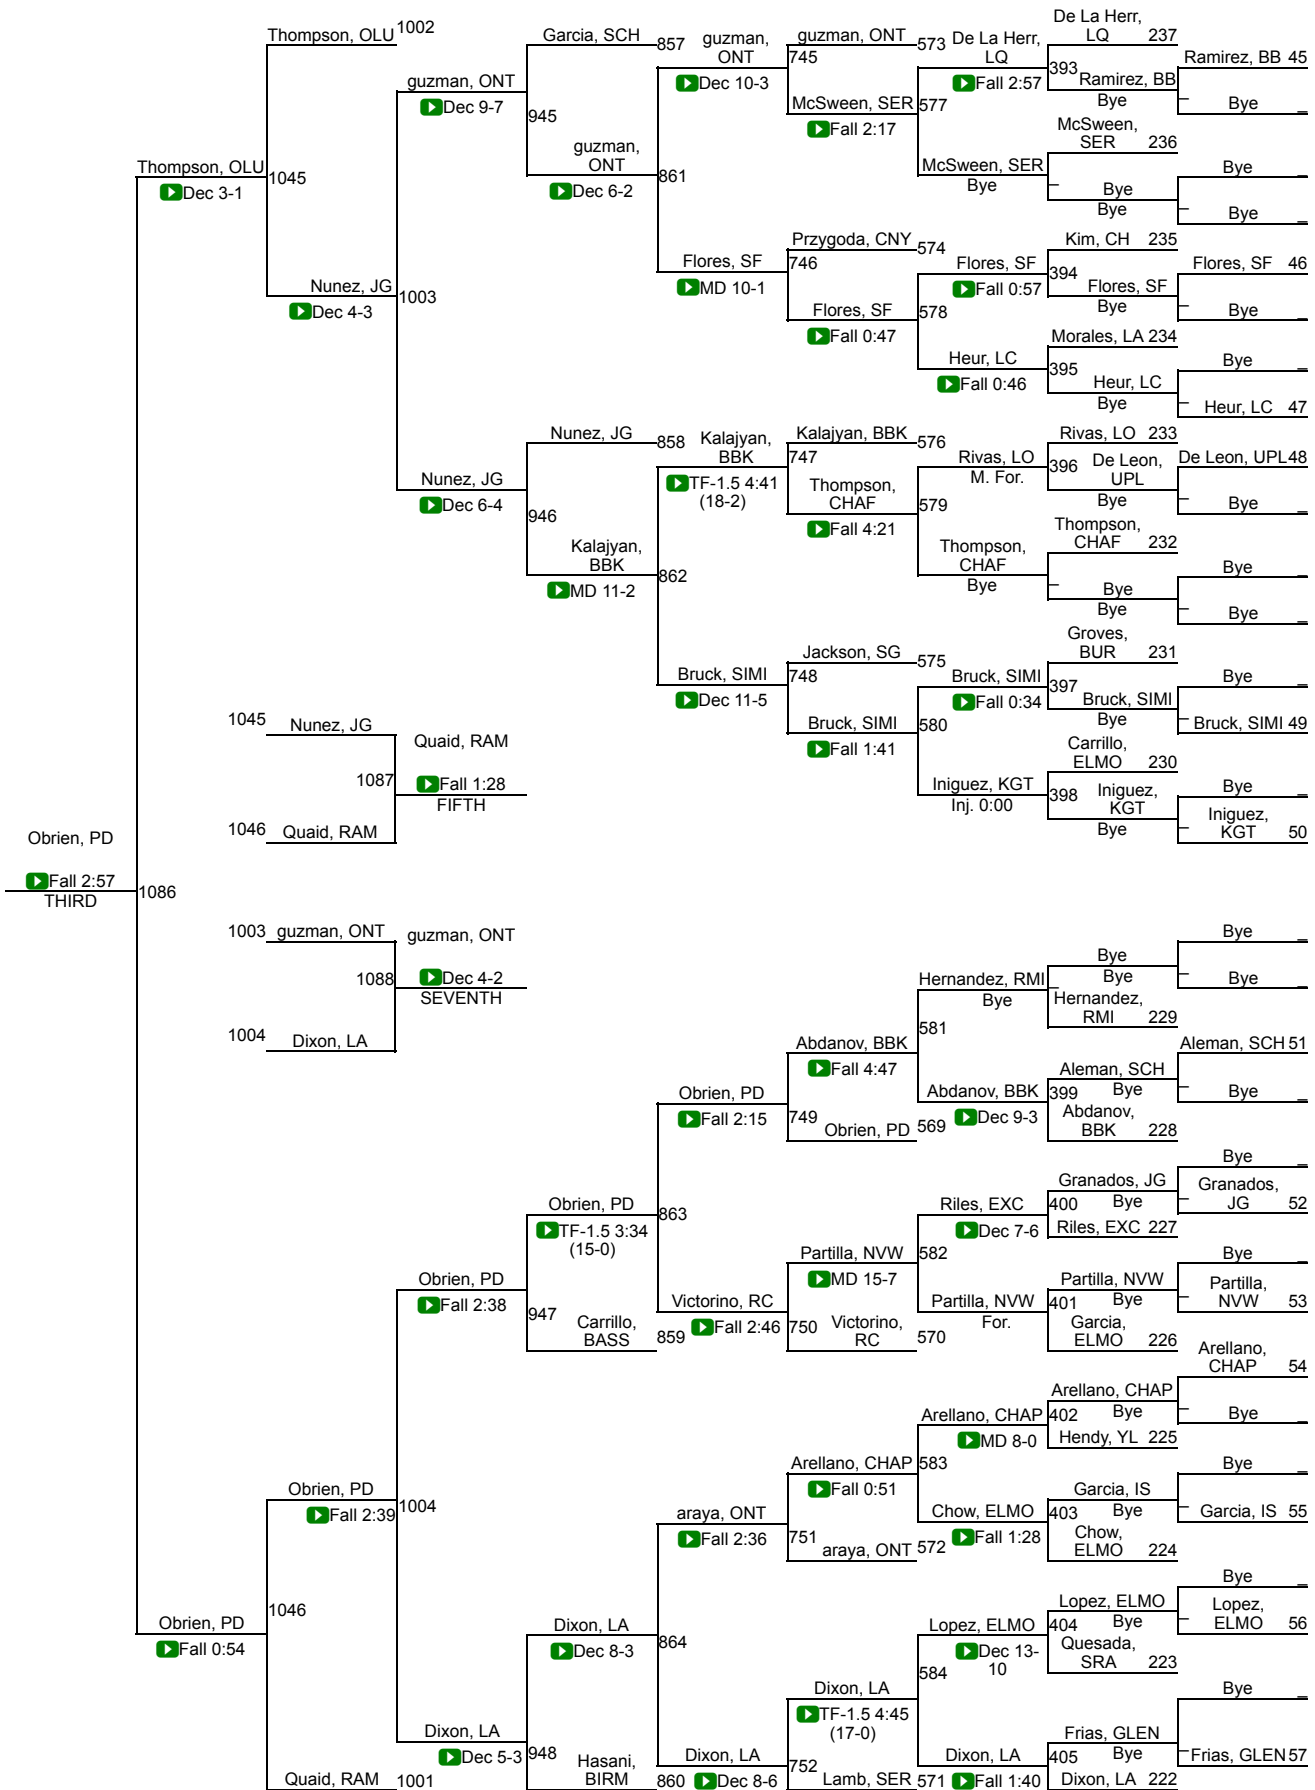 De La Herr,
LQ 237
Thompson, OLU 1002
Garcia, SCH 857 guzman, ONT
guzman, ONT 573 De La Herr, LQ
745
Ramirez, BB 45
393
Ramirez, BB
Bye
guzman, ONT
Dec 10-3
Fall 2:57
Bye _
Dec 9-7
McSween, SER 577
945
Fall 2:17
McSween,
SER 236
guzman,
ONT
Thompson, OLU 1045
861
McSween, SER
Bye
Bye _
Dec 3-1
Dec 6-2
_ Bye
Bye
_ Bye _
Przygoda, CNY 574
Kim, CH 235
746
Flores, SF
Flores, SF
Flores, SF 46
MD 10-1
Fall 0:57
394
Flores, SF
Bye
Nunez, JG 1003
Dec 4-3
Flores, SF 578
Fall 0:47
_ Bye _
Morales, LA 234
Heur, LC
Fall 0:46
395
Heur, LC
Bye
Bye _
_ Heur, LC 47
Nunez, JG 858 Kalajyan,
BBK
Kalajyan, BBK 576
747
Rivas, LO 233
Rivas, LO
M. For.
396 De Leon,
UPL
Bye
De Leon, UPL 48
Nunez, JG
Dec 6-4
TF-1.5 4:41
(18-2)
Thompson,
CHAF 579
Fall 4:21
_ Bye _
946
Thompson,
CHAF 232
Kalajyan,
BBK
862
MD 11-2
Thompson,
CHAF
Bye
_ Bye
Bye
Bye _
_ Bye _
Groves,
BUR 231
Jackson, SG 575
748
Bruck, SIMI
Dec 11-5
Bruck, SIMI
Fall 0:34
397
Bruck, SIMI
Bye
Bye _
_ Bruck, SIMI 49
1045 Nunez, JG
Quaid, RAM
Bruck, SIMI 580
Fall 1:41
Carrillo,
ELMO 230
1087 Fall 1:28
FIFTH
Iniguez, KGT
Inj. 0:00
398 Iniguez,
KGT
Bye
Bye _
_ Iniguez,
KGT 50
1046 Quaid, RAM
Obrien, PD
Fall 2:57
THIRD
1086
1003 guzman, ONT
guzman, ONT
1088 Dec 4-2
SEVENTH
1004 Dixon, LA
Bye _
Bye
Bye
_ Bye _
Hernandez, RMI
Bye
_ Hernandez,
RMI 229
581
Abdanov, BBK
Fall 4:47
Aleman, SCH 51
Aleman, SCH
Bye
_ Bye _
Obrien, PD
Fall 2:15
Abdanov, BBK
Dec 9-3
399
Abdanov,
BBK 228
749
Obrien, PD 569
Bye _
Granados, JG
Bye
_ Granados,
JG 52
Obrien, PD
TF-1.5 3:34
(15-0)
863
Riles, EXC
Dec 7-6
400
Riles, EXC 227
Partilla, NVW
MD 15-7
582
Bye _
Obrien, PD
Fall 2:38
Partilla, NVW
Bye
_ Partilla,
NVW 53
947 Carrillo,
BASS 859
Victorino, RC
Fall 2:46
750 Victorino,
RC 570
Partilla, NVW
For.
401
Garcia,
ELMO 226
Arellano,
CHAP 54
Arellano, CHAP
Bye
_ Bye _
Arellano, CHAP
MD 8-0
402
Hendy, YL 225
Arellano, CHAP
Fall 0:51
583
Bye _
Obrien, PD
Fall 2:39
1004
araya, ONT
Fall 2:36
Garcia, IS
Bye
_ Garcia, IS 55
Chow, ELMO
Fall 1:28
403
Chow,
ELMO 224
751
araya, ONT 572
Bye _
Lopez, ELMO
Bye
_ Lopez,
ELMO 56
Obrien, PD
Fall 0:54
1046
Dixon, LA
Dec 8-3
864
Lopez, ELMO
Dec 13-
10
404
Quesada,
SRA 223
Dixon, LA
TF-1.5 4:45
(17-0)
584
Bye _
Dixon, LA
Dec 5-3
948 Hasani,
BIRM 860
Dixon, LA
Dec 8-6
752
Lamb, SER 571
Dixon, LA
Fall 1:40
Frias, GLEN
405 Bye
Dixon, LA 222
_ Frias, GLEN 57
Quaid, RAM 1001